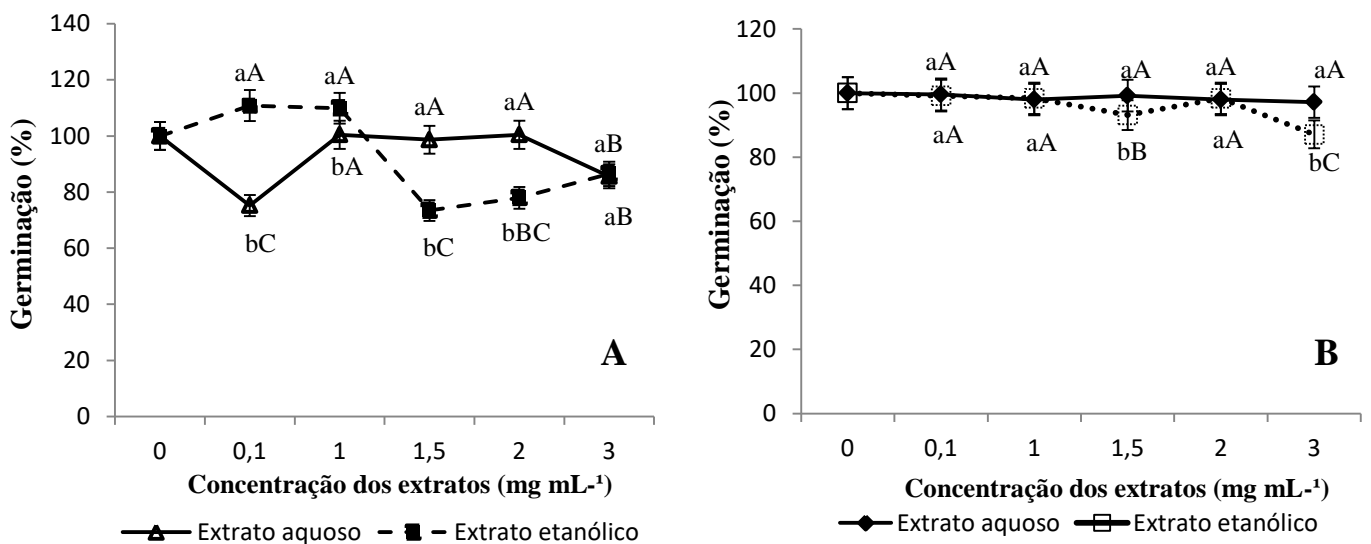 140
120
100
80
60
40
20
0
Germinação (%)
aA
aA
aA
aA
aB
bA
bC
bC
bBC
aB
A
0
0,1
1
1,5
2
3
Concentração dos extratos (mg mL-¹)
Extrato aquoso
Extrato etanólico
120
100
80
60
40
20
0
Germinação (%)
aA
aA
aA
aA
aA
aA
aA
bB
aA
bC
B
0
0,1
1
1,5
2
3
Concentração dos extratos (mg mL-¹)
Extrato aquoso
Extrato etanólico